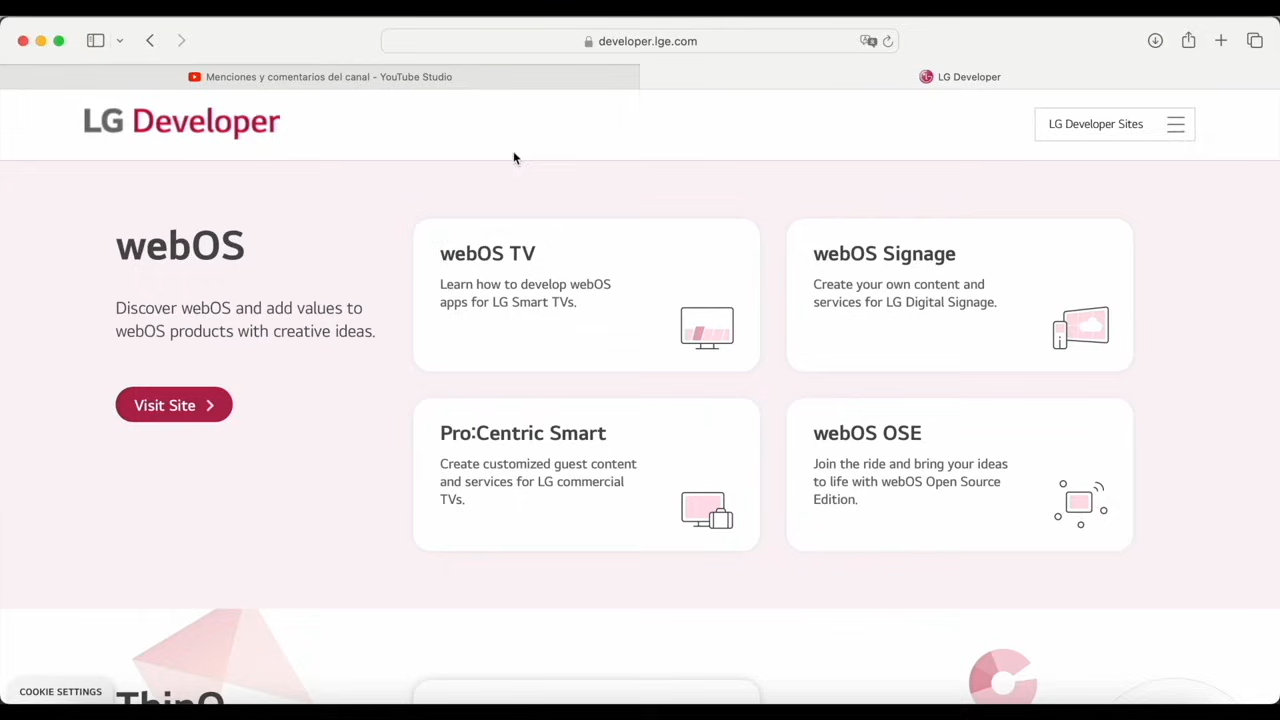 developer.lge.com
Menciones y comentarios del canal - YouTube Studio
LG Developer
LG Developer
LG Developer Sites
webOS
Discover webOS and add values to
webOS products with creative ideas.
Visit Site
webOS TV
Learn how to develop webOS
apps for LG Smart TVs.
webOS Signage
Create your own content and
services for LG Digital Signage.
Pro:Centric Smart
Create customized guest content
and services for LG commercial
TVs.
webOS OSE
Join the ride and bring your ideas
to life with webOS Open Source
Edition.
COOKIE SETTINGS
ThinQ